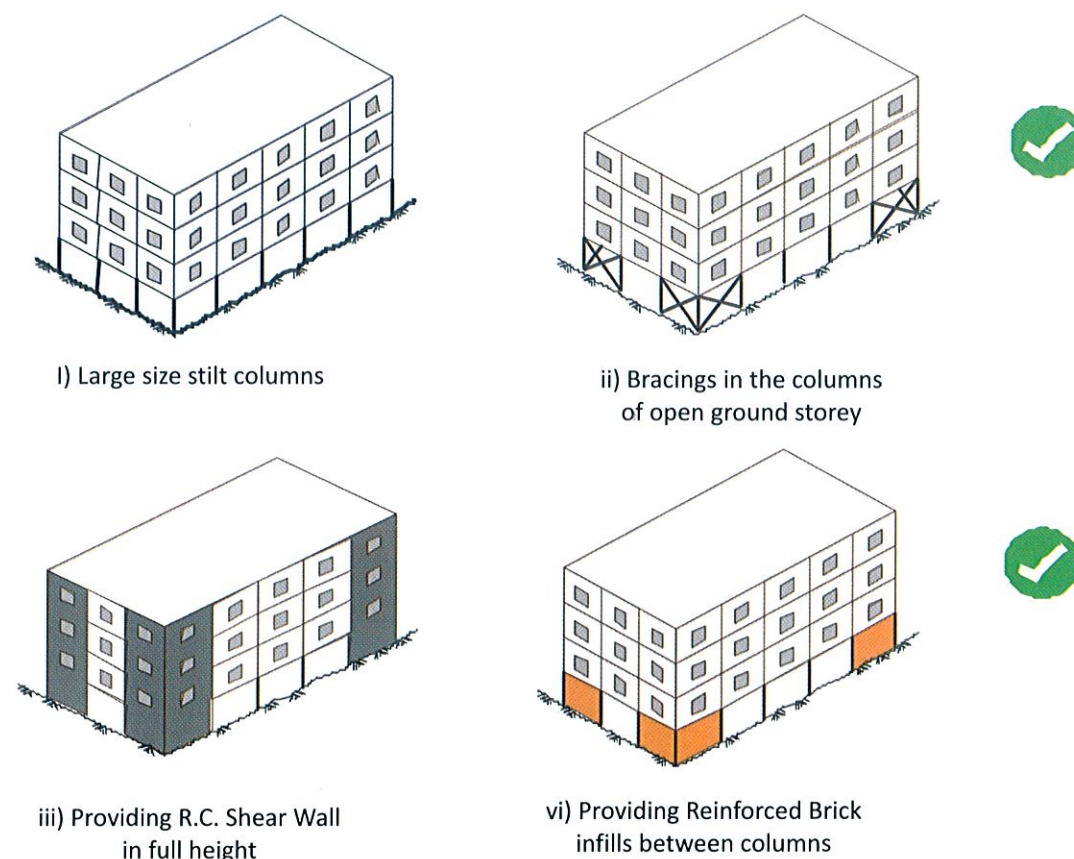 I) Large size stilt columns
ii) Bracings in the columns
of open ground storey
iii) Providing R.C. Shear Wall
in full height
vi) Providing Reinforced Brick
infills between columns